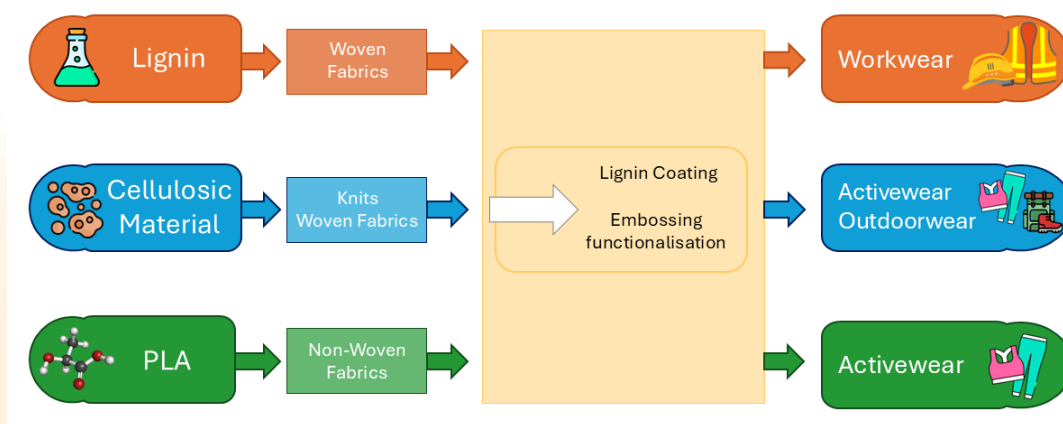 Lignin
Woven
Fabrics
Workwear
Cellosic
Material
Knits
Woven Fabrics
Lignin Coating
Embossing
functionalisation
Activewear
Outdoorwear
PLA
Non-Woven
Fabrics
Activewear